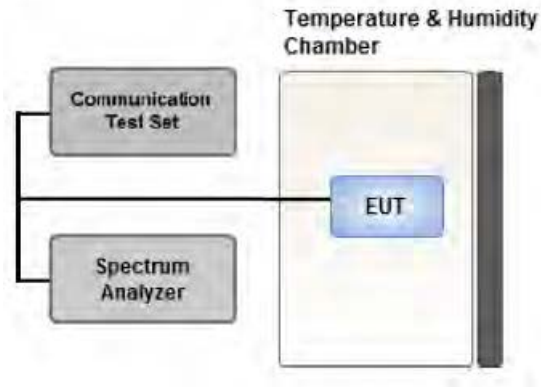 Temperature & Humidity
Chamber
Communication
Test Set
EUT
Spectrum
Analyzer